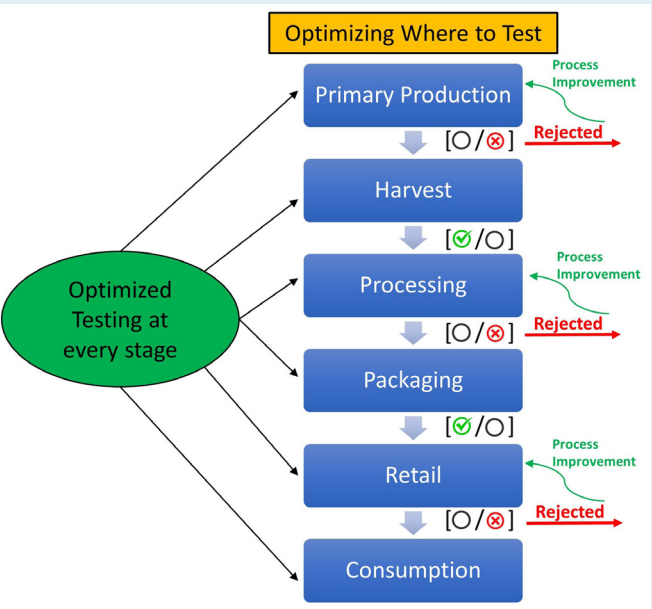 Optimizing Where to Test
Process
Improvement
Primary Production
[○/⊗]
Rejected
Harvest
[✓/○]
Process
Improvement
Processing
Optimized
Testing at
every stage
[○/⊗]
Rejected
Packaging
[✓/○]
Process
Improvement
Retail
[○/⊗]
Rejected
Consumption